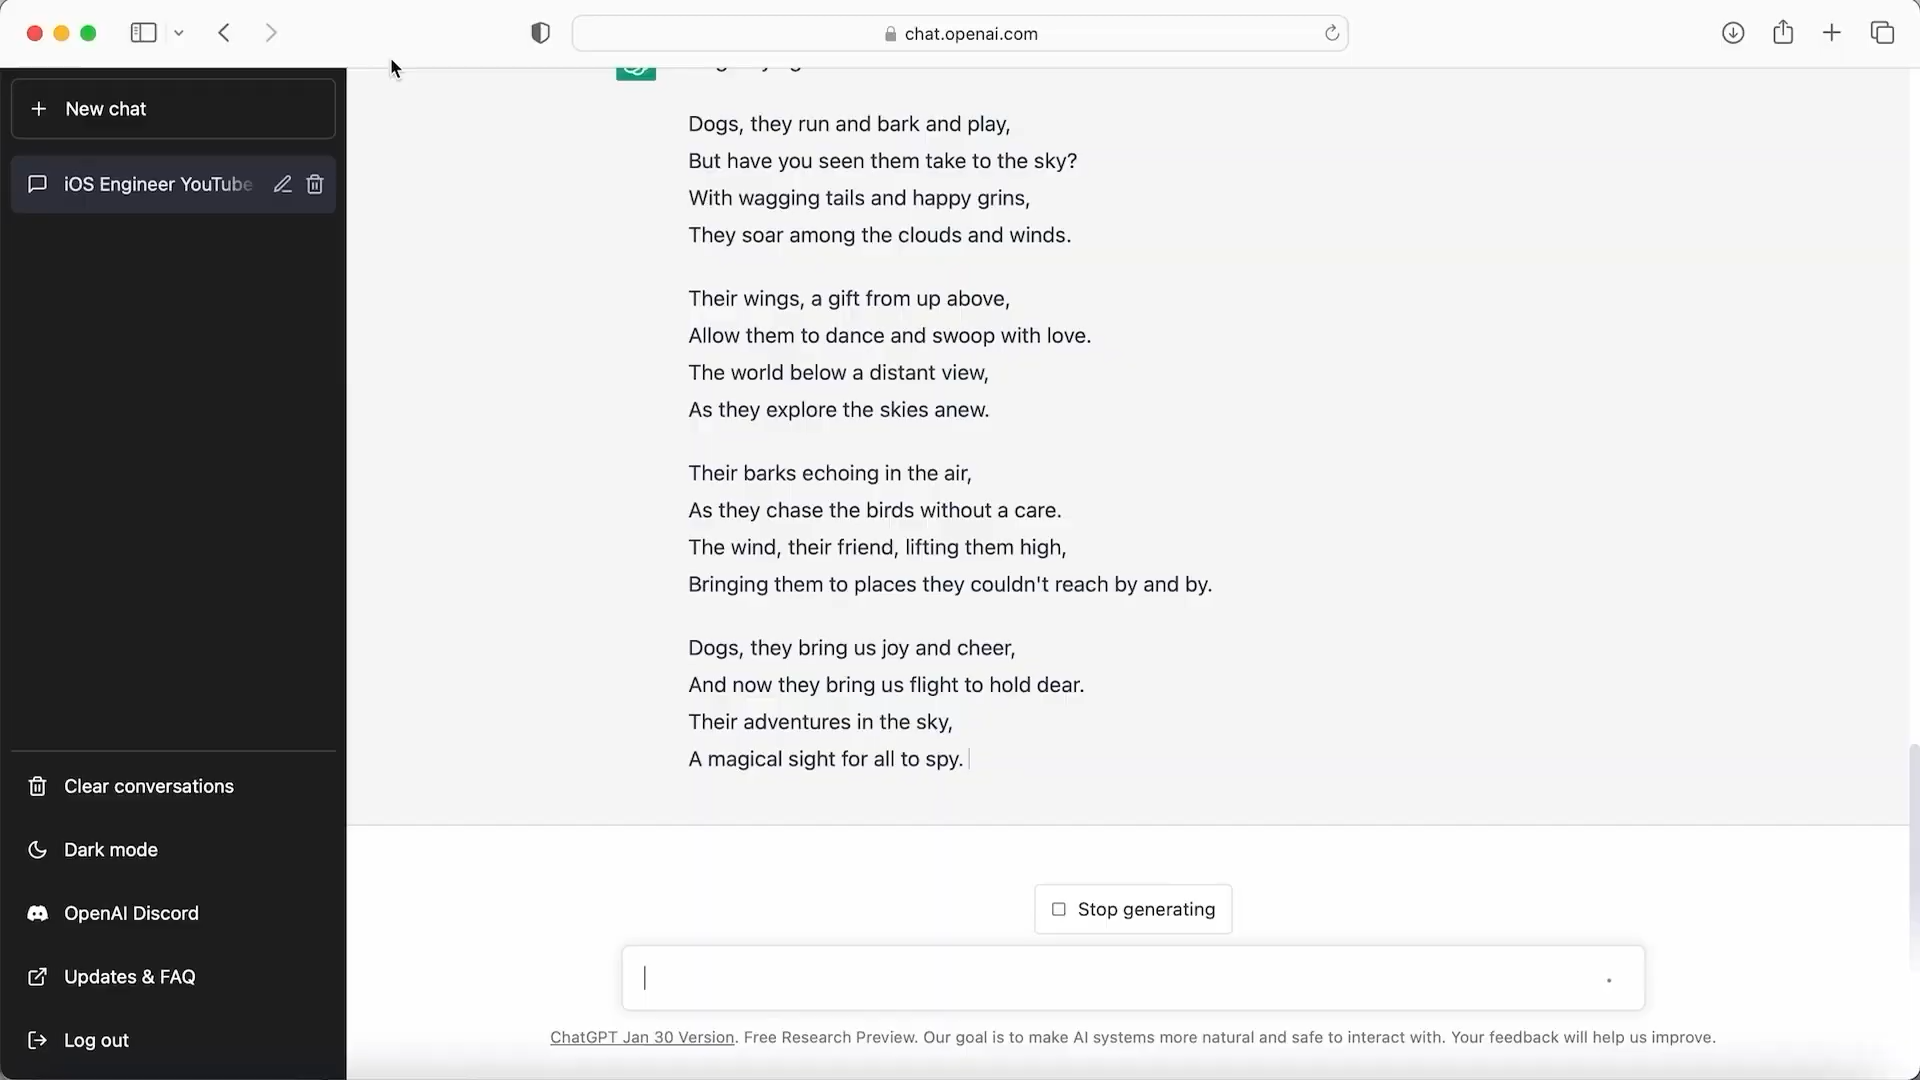 chat.openai.com
New chat
iOS Engineer YouTube
Dogs, they run and bark and play,
But have you seen them take to the sky?
With wagging tails and happy grins,
They soar among the clouds and winds.
Their wings, a gift from up above,
Allow them to dance and swoop with love.
The world below a distant view,
As they explore the skies anew.
Their barks echoing in the air,
As they chase the birds without a care.
The wind, their friend, lifting them high,
Bringing them to places they couldn't reach by and by.
Dogs, they bring us joy and cheer,
And now they bring us flight to hold dear.
Their adventures in the sky,
A magical sight for all to spy.
Clear conversations
Dark mode
OpenAI Discord
Updates & FAQ
Log out
Stop generating
ChatGPT Jan 30 Version. Free Research Preview. Our goal is to make AI systems more natural and safe to interact with. Your feedback will help us improve.